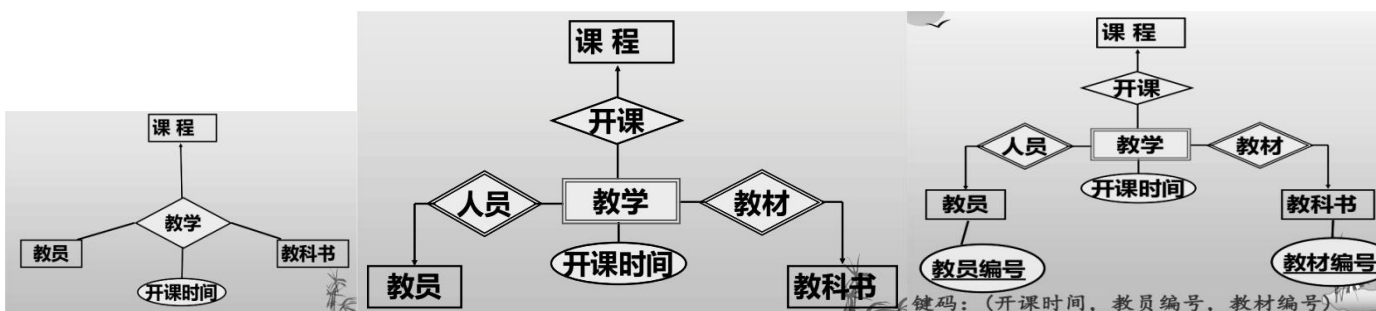 课程
教学
教员
教科书
开课时间
课程
开课
人员
教学
教材
开课时间
教员
教科书
课程
开课
人员
教学
教材
开课时间
教员
教科书
教员编号
教材编号
键码：(开课时间，教员编号，教材编号)